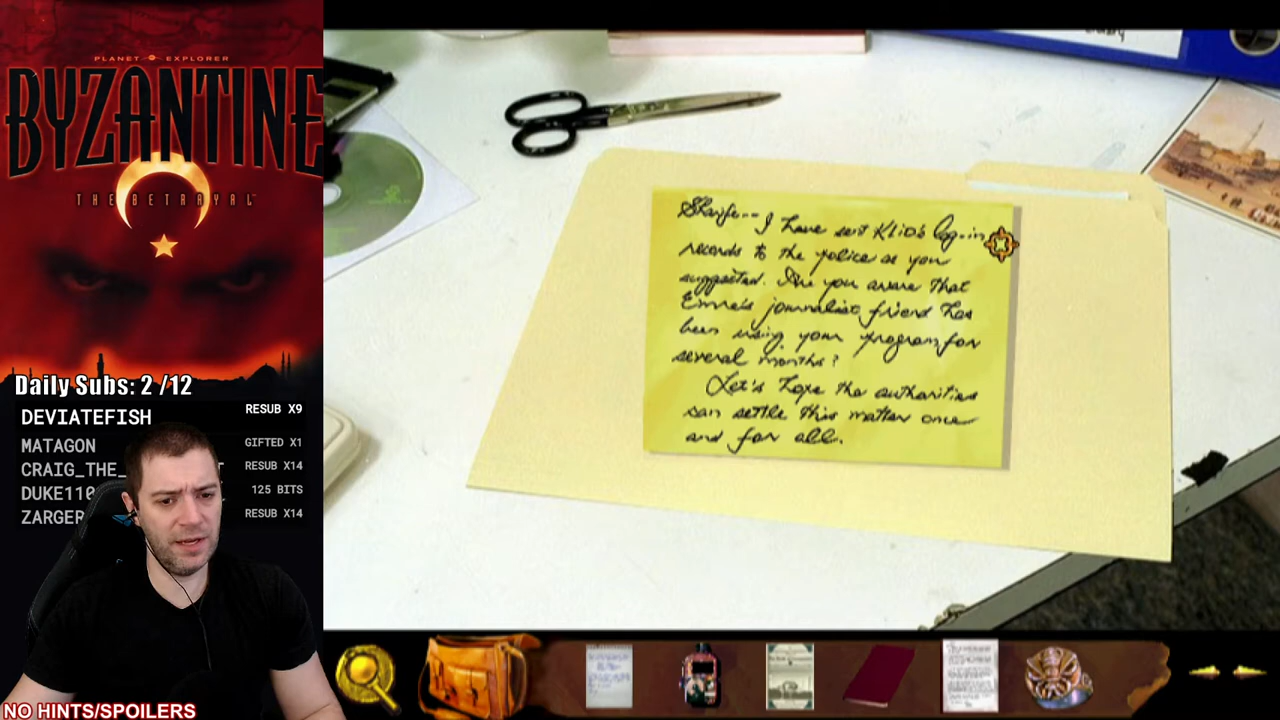 PLANET EXPLORER
BYZANTINE
THE BETRAYAL™
Daily Subs: 2 /12
DEVIATEFISH RESUB X9
MATAGON GIFTED X1
CRAIG_THE_ T RESUB X14
DUKE110 125 BITS
ZARGER RESUB X14
NO HINTS/SPOILERS
I have sent KLIO's log-in
records to the police as you
suggested. Are you aware that
Emre's journalist friend has
been using your program for
several months?
Let's hope the authorities
can settle this matter once
and for all.